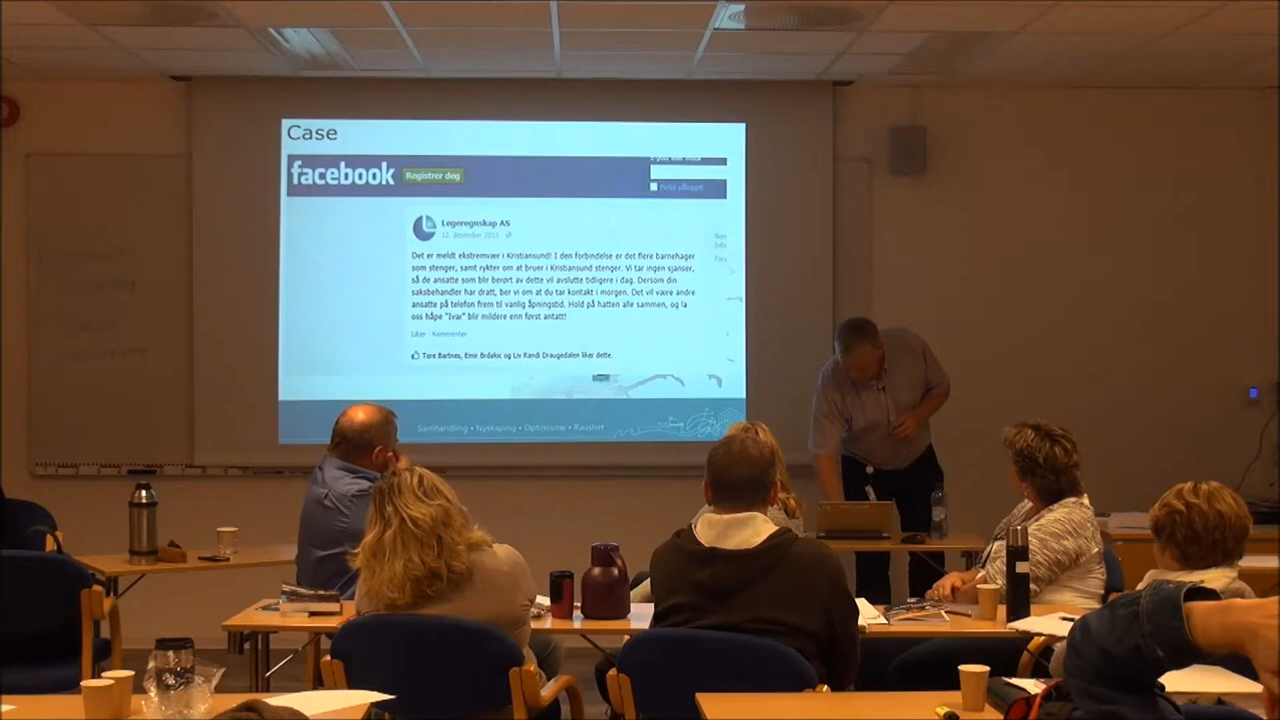 Case
facebook Registrer deg
Legeregnskap AS
12. desember 2013
Det er meldt ekstremvær i Kristiansund! I den forbindelse er det flere barnehager
som stenger, samt rykter om at bruer i Kristiansund stenger. Vi tar ingen sjanser,
så de ansatte som blir berørt av dette vil avslutte tidligere i dag. Dersom din
saksbehandler har dratt, ber vi om at du tar kontakt i morgen. Det vil være andre
ansatte på telefon frem til vanlig åpningstid. Hold på hatten alle sammen, og la
oss håpe "Ivar" blir mildere enn først antatt!
Liker · Kommenter
Tore Bartnes, Emir Brdakic og Liv Randi Draugedalen liker dette.
Samhandling • Nyskaping • Optimisme • Raushet